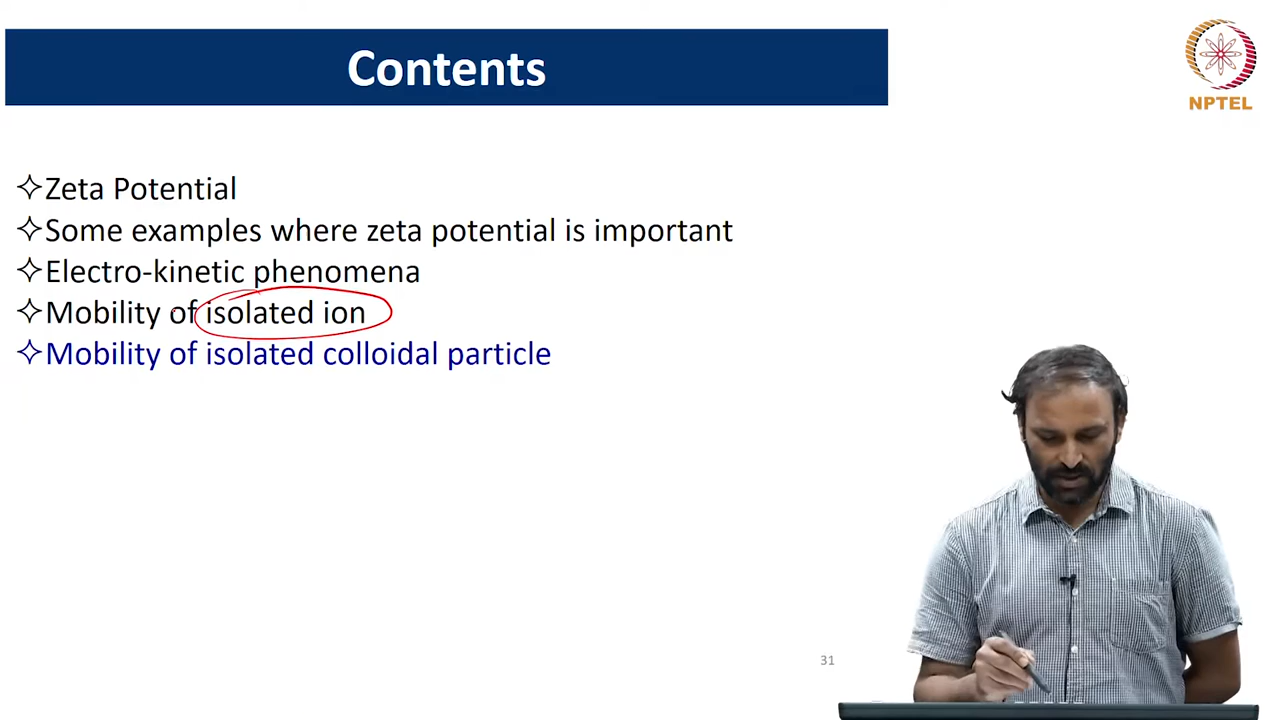 Contents
NPTEL
✧Zeta Potential
✧Some examples where zeta potential is important
✧Electro-kinetic phenomena
✧Mobility of isolated ion
✧Mobility of isolated colloidal particle
31